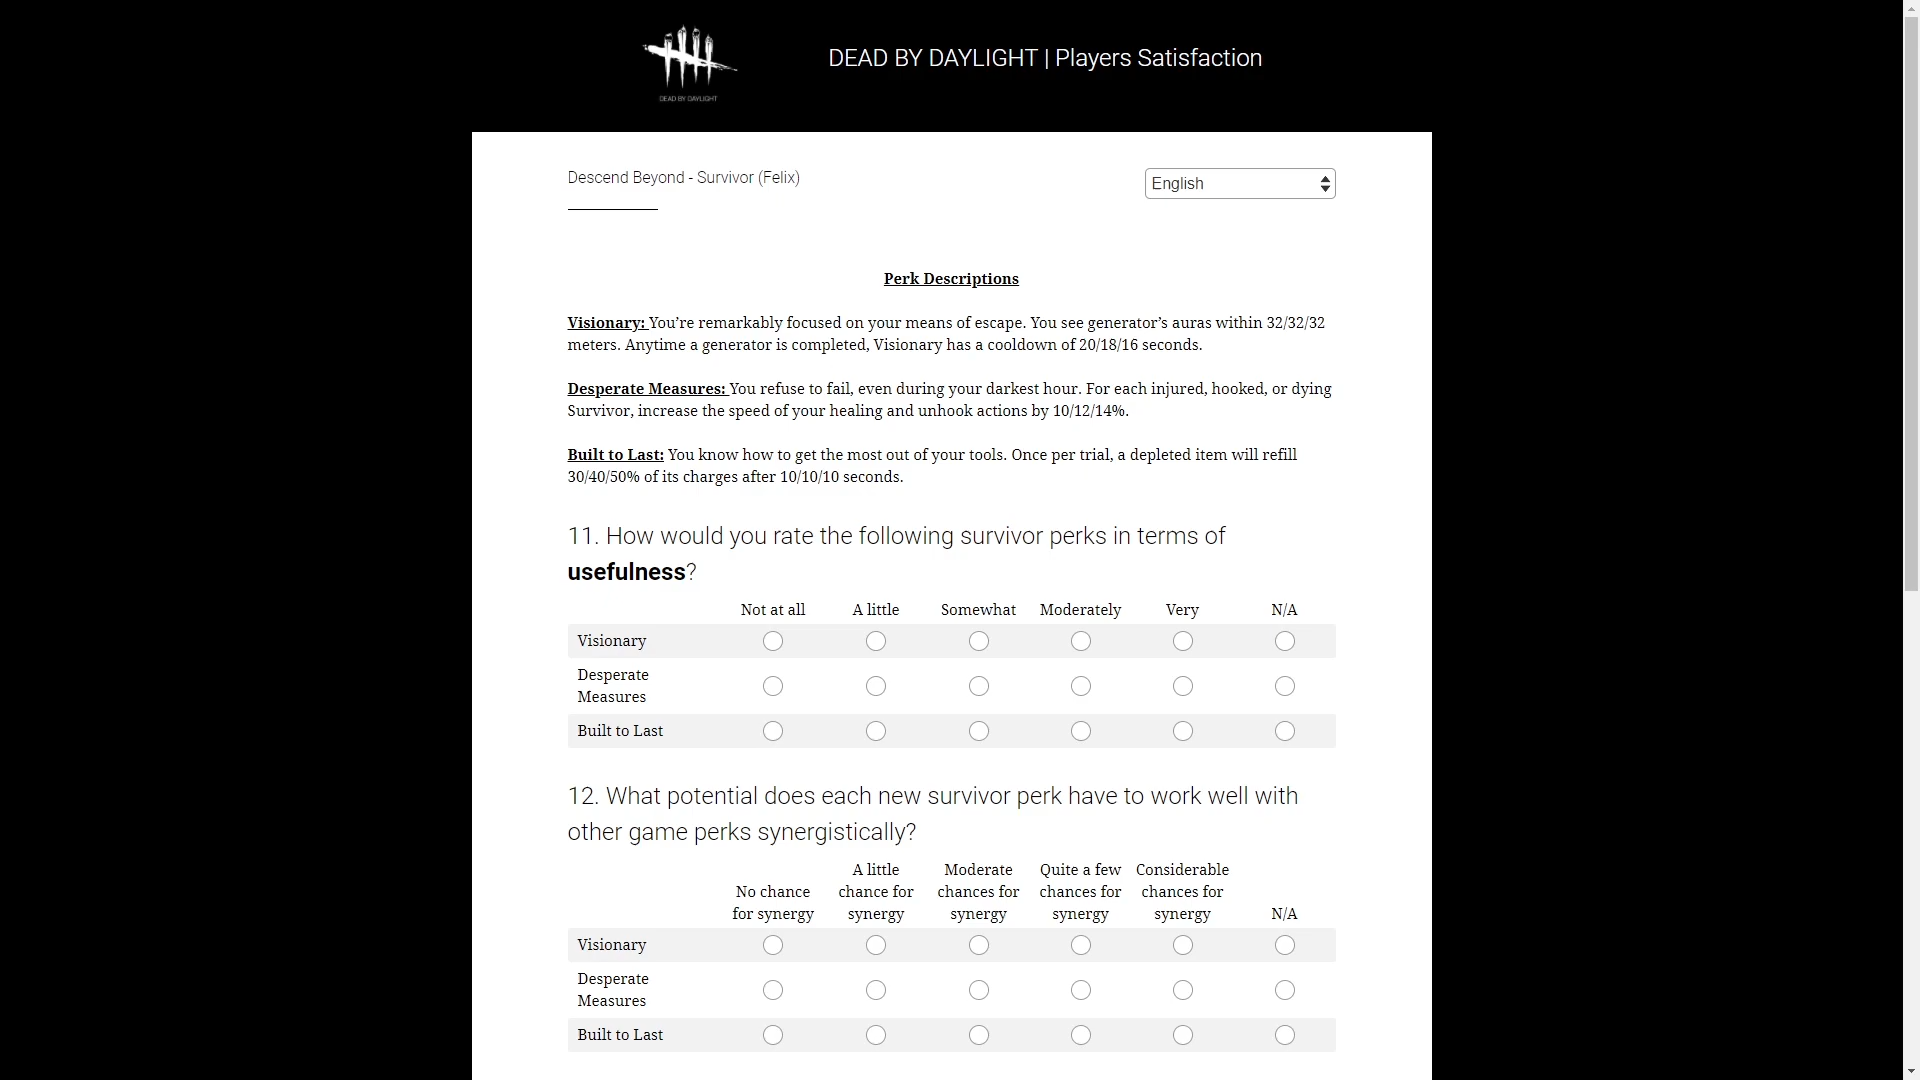 DEAD BY DAYLIGHT
DEAD BY DAYLIGHT | Players Satisfaction
Descend Beyond - Survivor (Felix)
English
Perk Descriptions
Visionary: You’re remarkably focused on your means of escape. You see generator’s auras within 32/32/32
meters. Anytime a generator is completed, Visionary has a cooldown of 20/18/16 seconds.
Desperate Measures: You refuse to fail, even during your darkest hour. For each injured, hooked, or dying
Survivor, increase the speed of your healing and unhook actions by 10/12/14%.
Built to Last: You know how to get the most out of your tools. Once per trial, a depleted item will refill
30/40/50% of its charges after 10/10/10 seconds.
11. How would you rate the following survivor perks in terms of
usefulness?
Not at all A little Somewhat Moderately Very N/A
Visionary
Desperate
Measures
Built to Last
12. What potential does each new survivor perk have to work well with
other game perks synergistically?
A little Moderate Quite a few Considerable
No chance chance for chances for chances for chances for
for synergy synergy synergy synergy synergy N/A
Visionary
Desperate
Measures
Built to Last